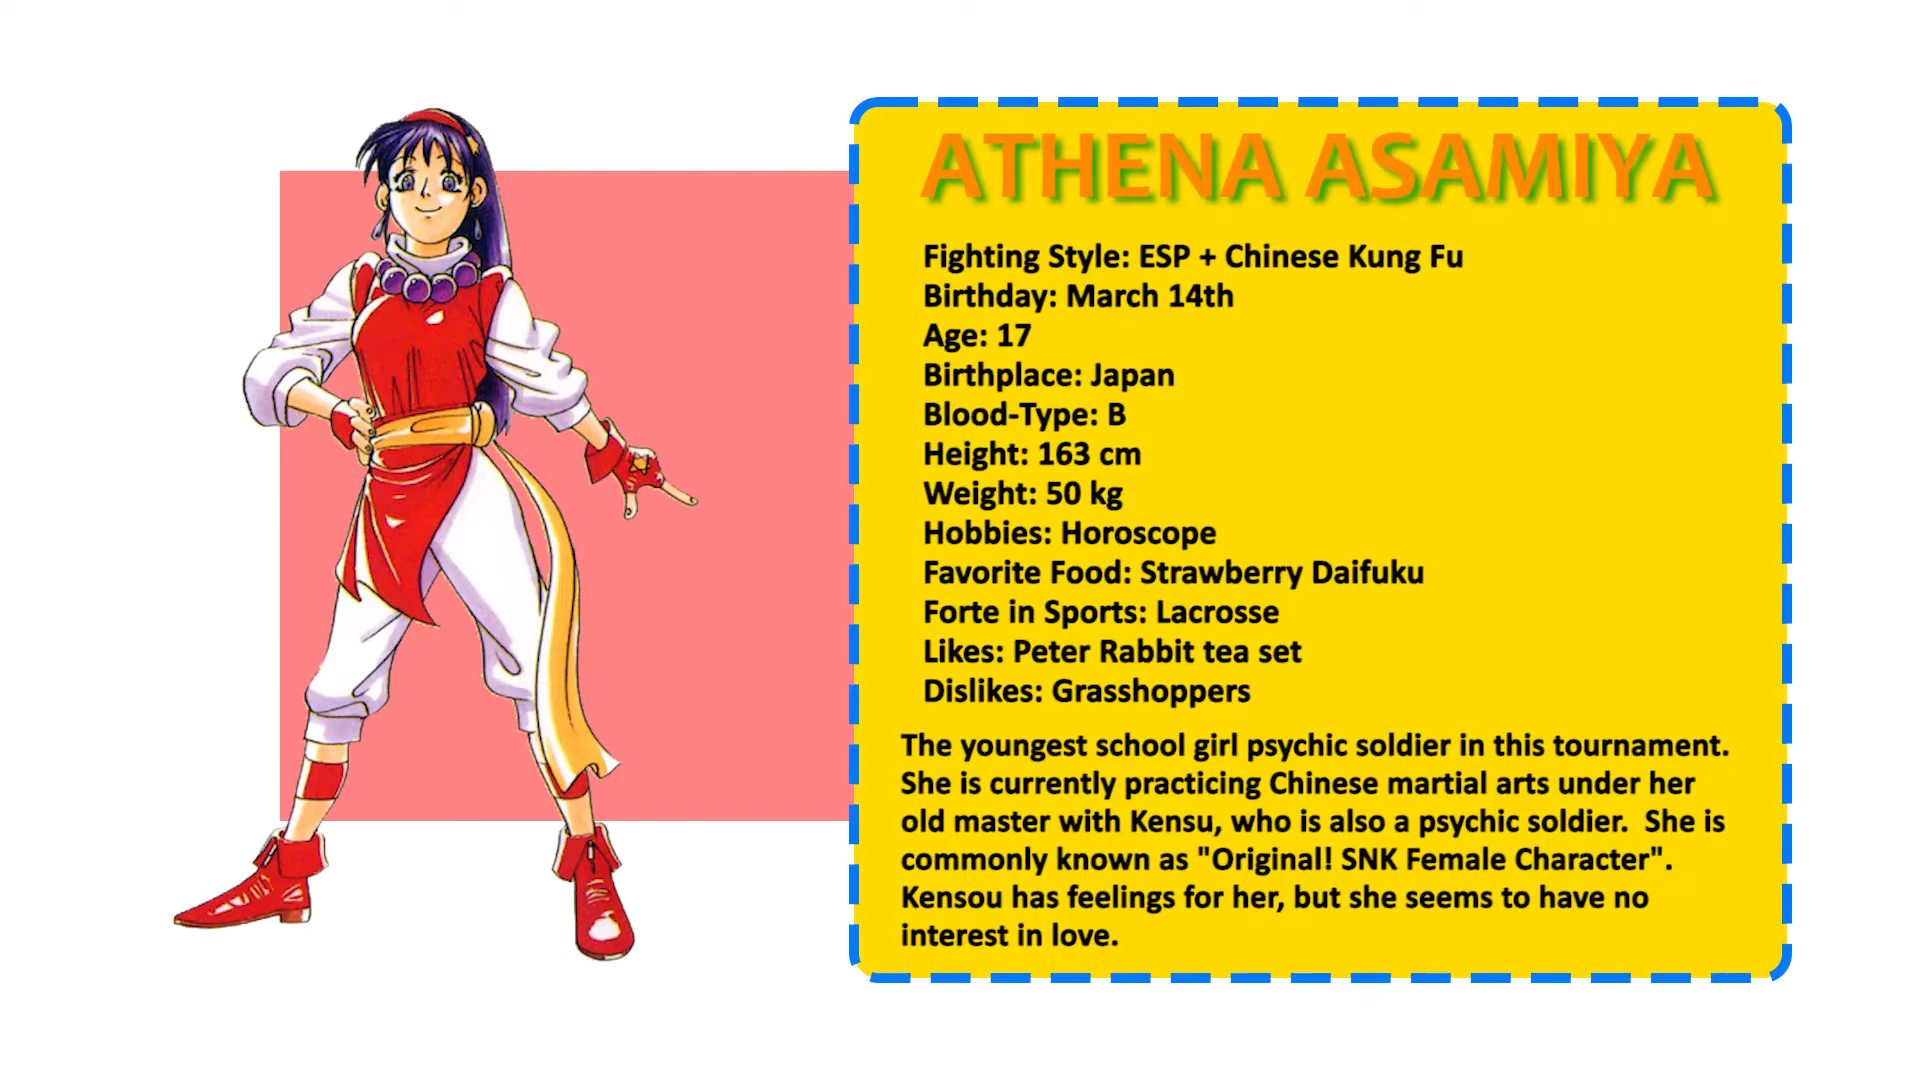 ATHENA ASAMIYA
Fighting Style: ESP + Chinese Kung Fu
Birthday: March 14th
Age: 17
Birthplace: Japan
Blood-Type: B
Height: 163 cm
Weight: 50 kg
Hobbies: Horoscope
Favorite Food: Strawberry Daifuku
Forte in Sports: Lacrosse
Likes: Peter Rabbit tea set
Dislikes: Grasshoppers
The youngest school girl psychic soldier in this tournament.
She is currently practicing Chinese martial arts under her
old master with Kensu, who is also a psychic soldier.  She is
commonly known as "Original! SNK Female Character".
Kensou has feelings for her, but she seems to have no
interest in love.